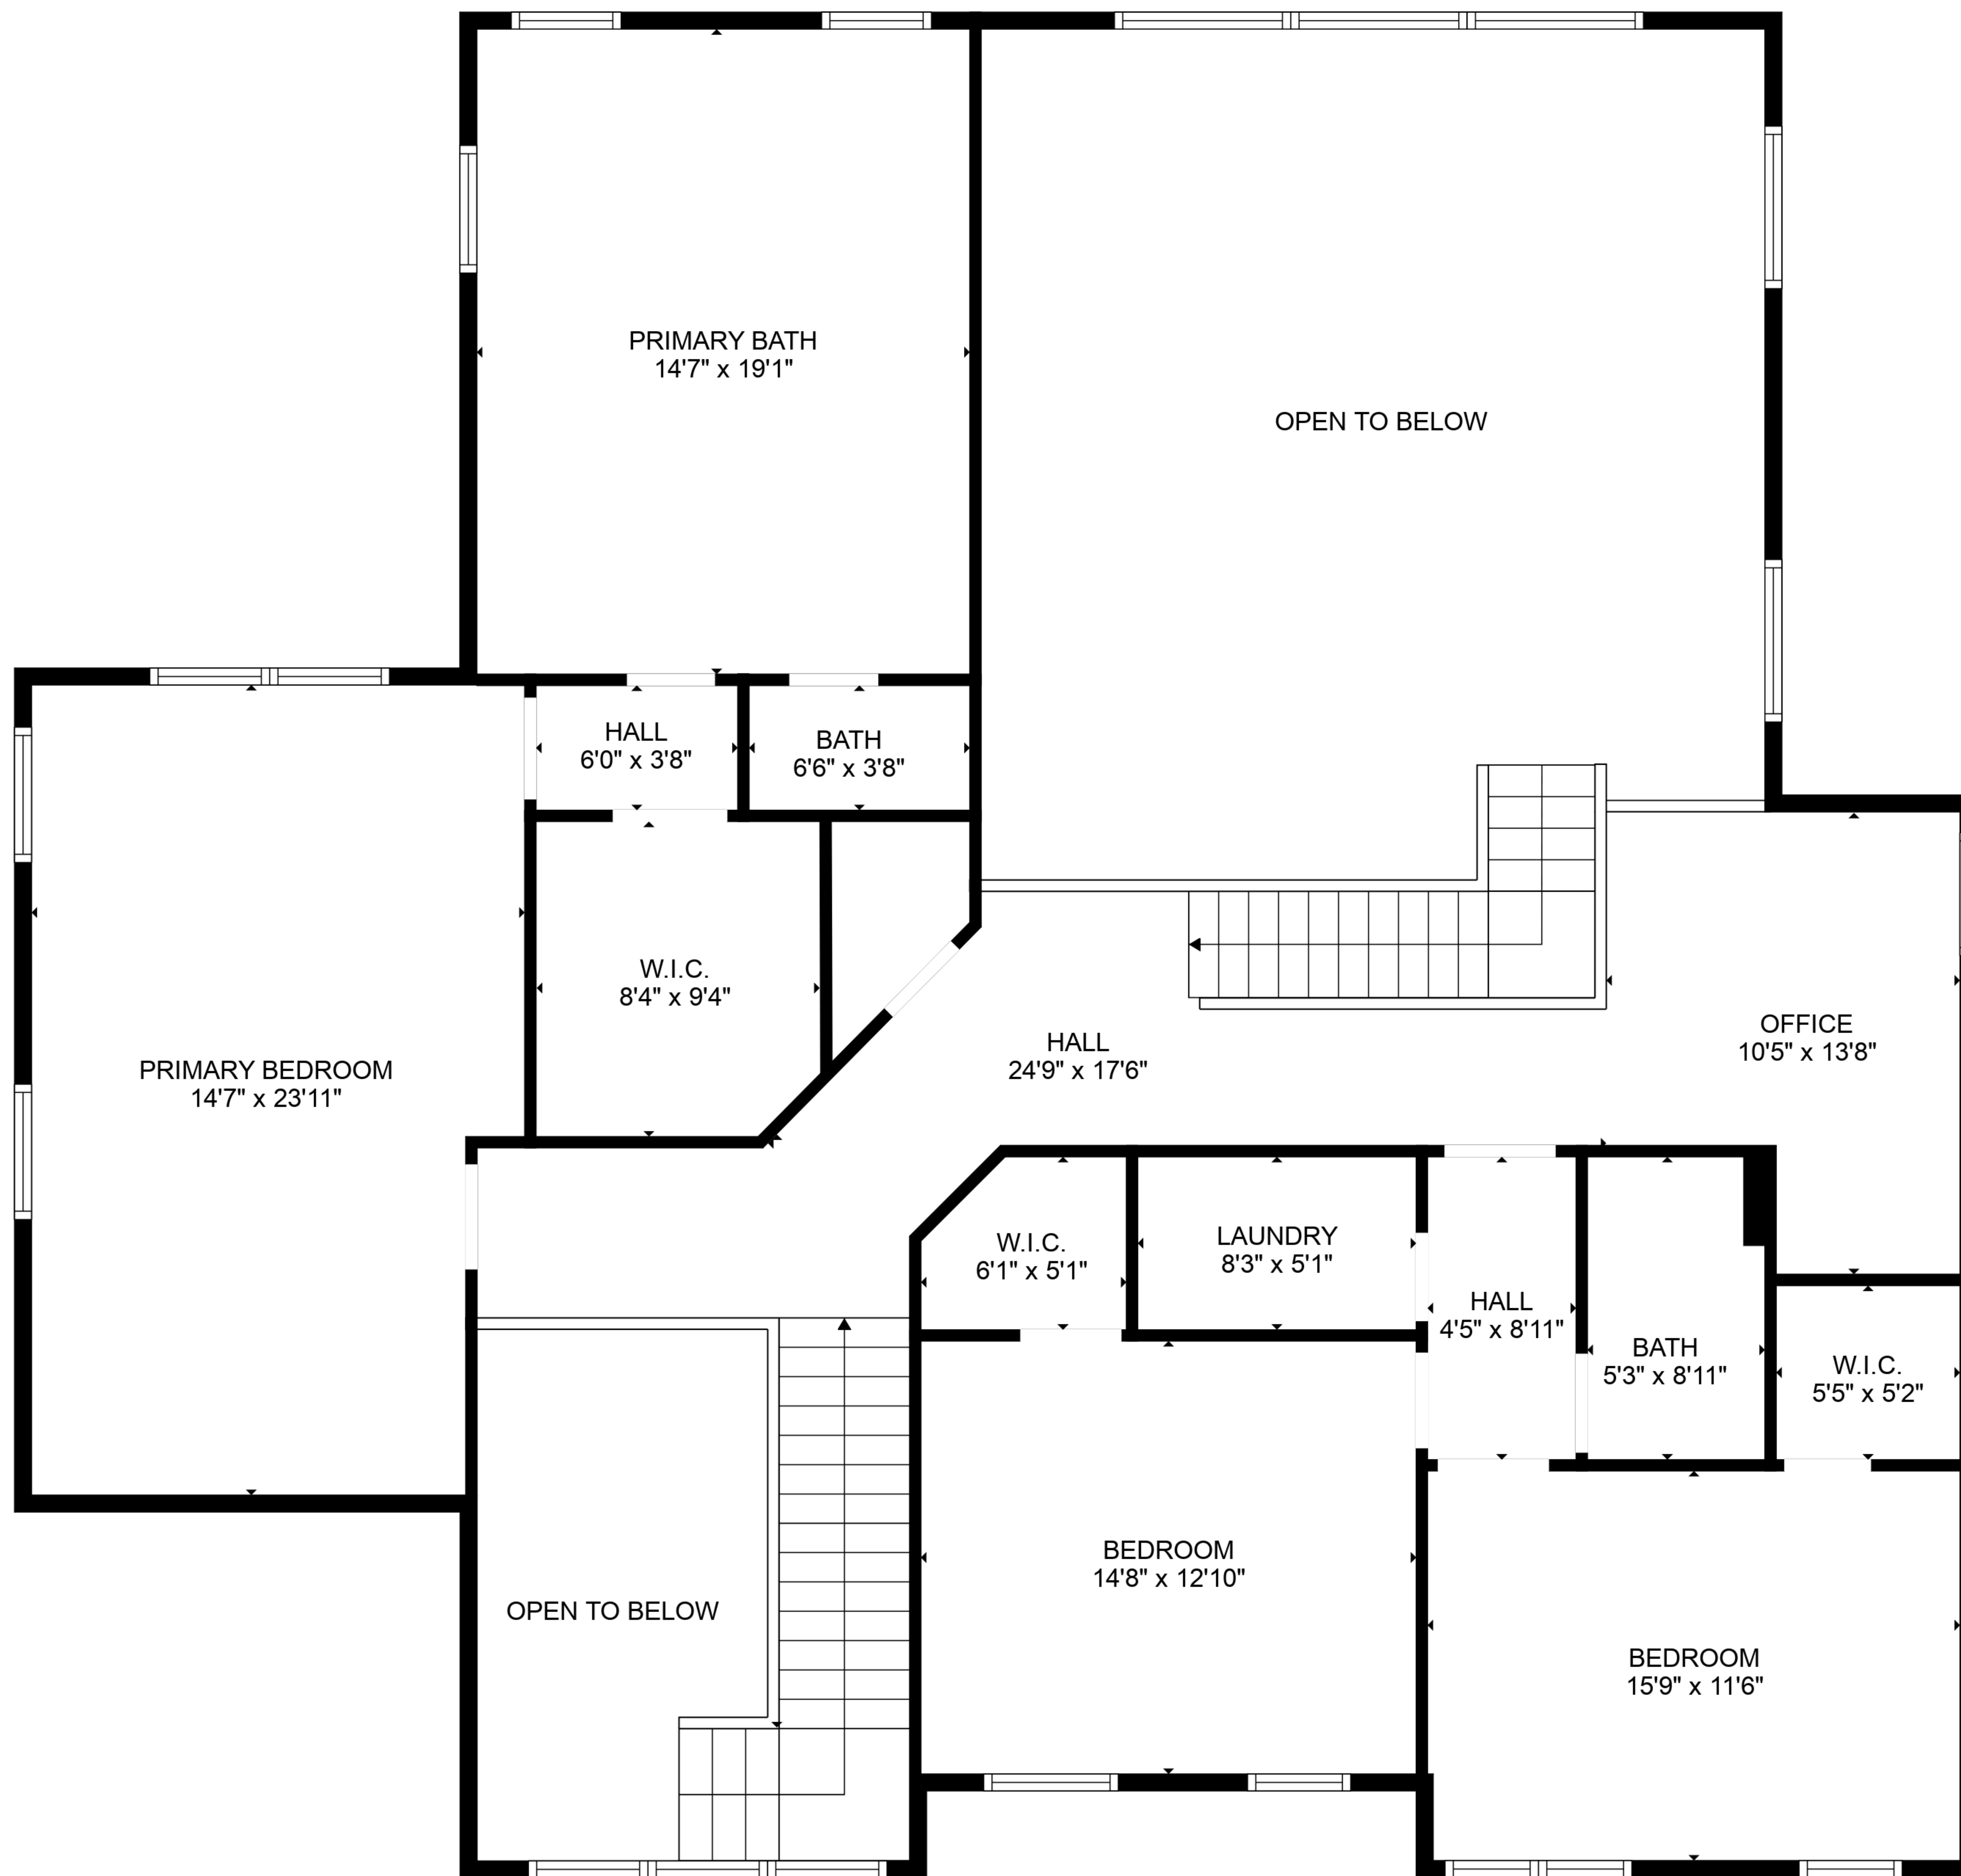 PRIMARY BATH
14'7" x 19'1"
OPEN TO BELOW
HALL
6'0" x 3'8"
BATH
6'6" x 3'8"
W.I.C.
8'4" x 9'4"
PRIMARY BEDROOM
14'7" x 23'11"
HALL
24'9" x 17'6"
OFFICE
10'5" x 13'8"
W.I.C.
6'1" x 5'1"
LAUNDRY
8'3" x 5'1"
HALL
4'5" x 8'11"
BATH
5'3" x 8'11"
W.I.C.
5'5" x 5'2"
BEDROOM
14'8" x 12'10"
OPEN TO BELOW
BEDROOM
15'9" x 11'6"